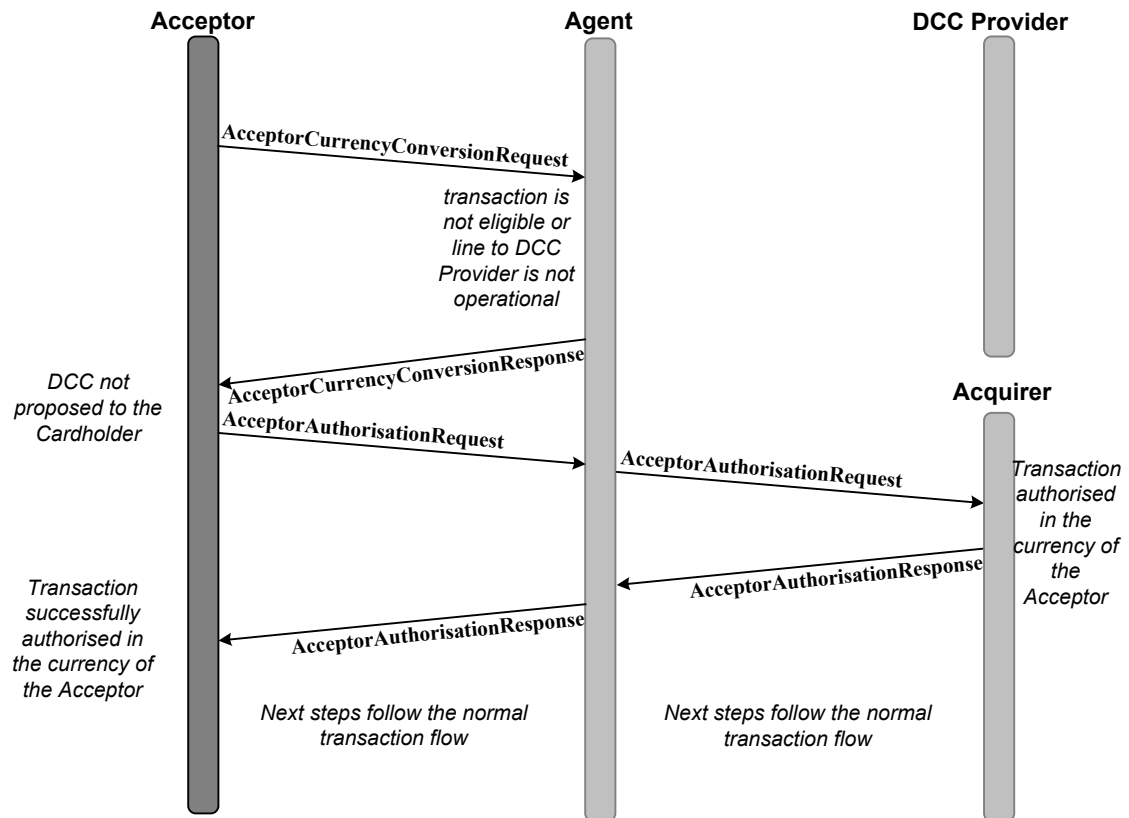 Acceptor
Agent
DCC Provider
AcceptorCurrencyConversionRequest
transaction is
not eligible or
line to DCC
Provider is not
operational
AcceptorCurrencyConversionResponse
DCC not
proposed to the
Cardholder
Acquirer
AcceptorAuthorisationRequest
AcceptorAuthorisationRequest
Transaction
authorised
in the
currency of
the
Acceptor
AcceptorAuthorisationResponse
AcceptorAuthorisationResponse
Transaction
successfully
authorised in
the currency of
the Acceptor
Next steps follow the normal
transaction flow
Next steps follow the normal
transaction flow